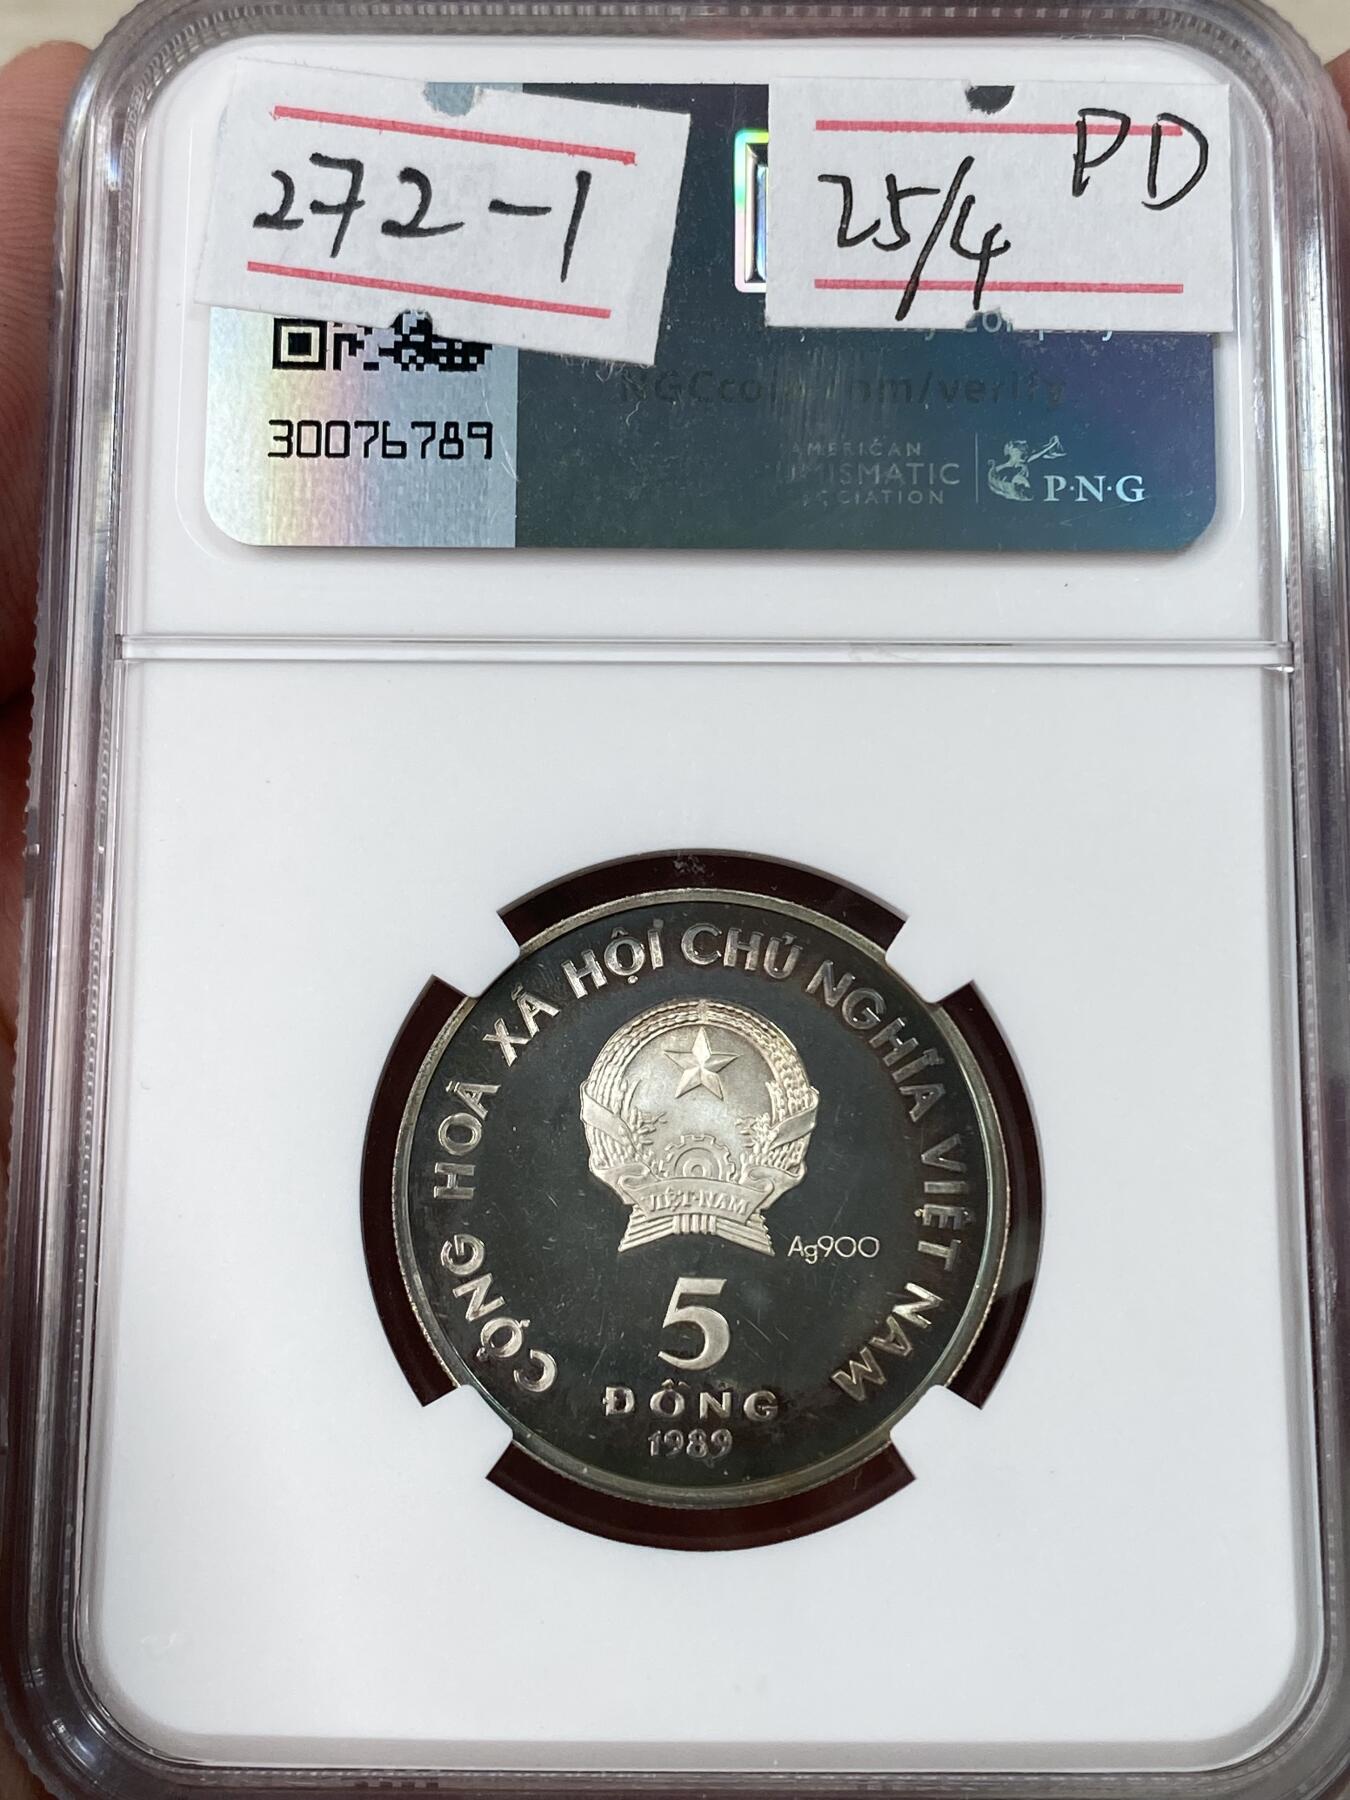 272-1
25/4 PD
Company
NGCcoin.com/verify
30076789
AMERICAN
NUMISMATIC
ASSOCIATION
P·N·G
CỘNG HOÀ XÃ HỘI CHỦ NGHĨA VIỆT NAM
VIỆT-NAM
Ag900
5
ĐỒNG
1989